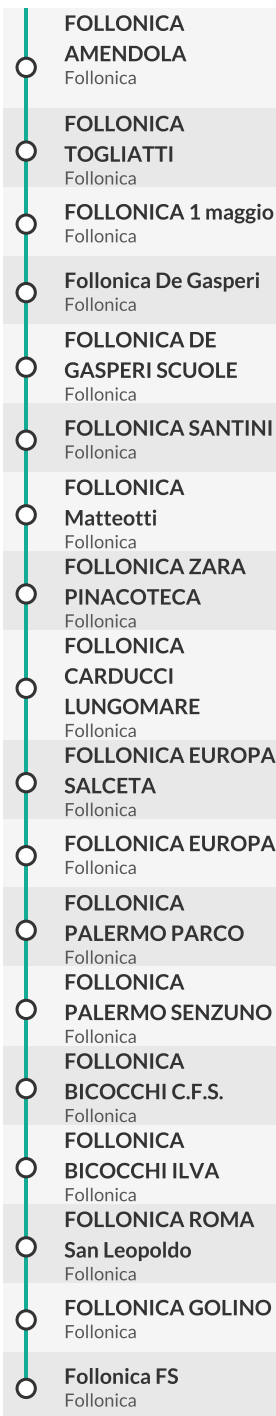 FOLLONICA
AMENDOLA
Follonica
FOLLONICA
TOGLIATTI
Follonica
FOLLONICA 1 maggio
Follonica
Follonica De Gasperi
Follonica
FOLLONICA DE
GASPERI SCUOLE
Follonica
FOLLONICA SANTINI
Follonica
FOLLONICA
Matteotti
Follonica
FOLLONICA ZARA
PINACOTECA
Follonica
FOLLONICA
CARDUCCI
LUNGOMARE
Follonica
FOLLONICA EUROPA
SALCETA
Follonica
FOLLONICA EUROPA
Follonica
FOLLONICA
PALERMO PARCO
Follonica
FOLLONICA
PALERMO SENZUNO
Follonica
FOLLONICA
BICOCCHI C.F.S.
Follonica
FOLLONICA
BICOCCHI ILVA
Follonica
FOLLONICA ROMA
San Leopoldo
Follonica
FOLLONICA GOLINO
Follonica
Follonica FS
Follonica